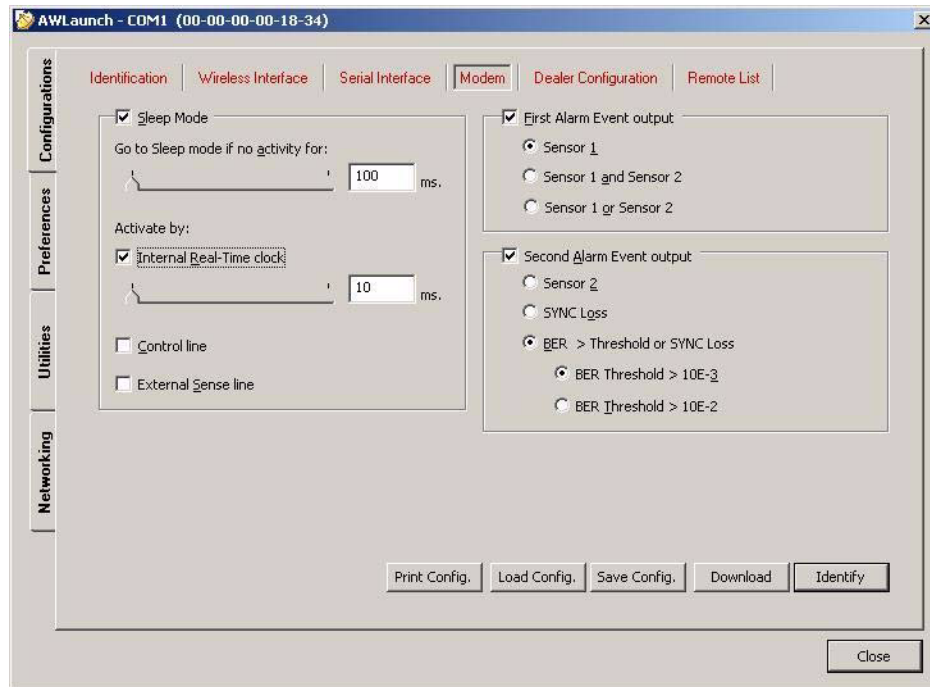 AWLaunch - COM1 (00-00-00-00-18-34)
Configurations
Preferences
Utilities
Networking
Identification
Wireless Interface
Serial Interface
Modem
Dealer Configuration
Remote List
Sleep Mode
Go to Sleep mode if no activity for:
100 ms.
Activate by:
Internal Real-Time clock
10 ms.
Control line
External Sense line
First Alarm Event output
Sensor 1
Sensor 1 and Sensor 2
Sensor 1 or Sensor 2
Second Alarm Event output
Sensor 2
SYNC Loss
BER > Threshold or SYNC Loss
BER Threshold > 10E-3
BER Threshold > 10E-2
Print Config.
Load Config.
Save Config.
Download
Identify
Close